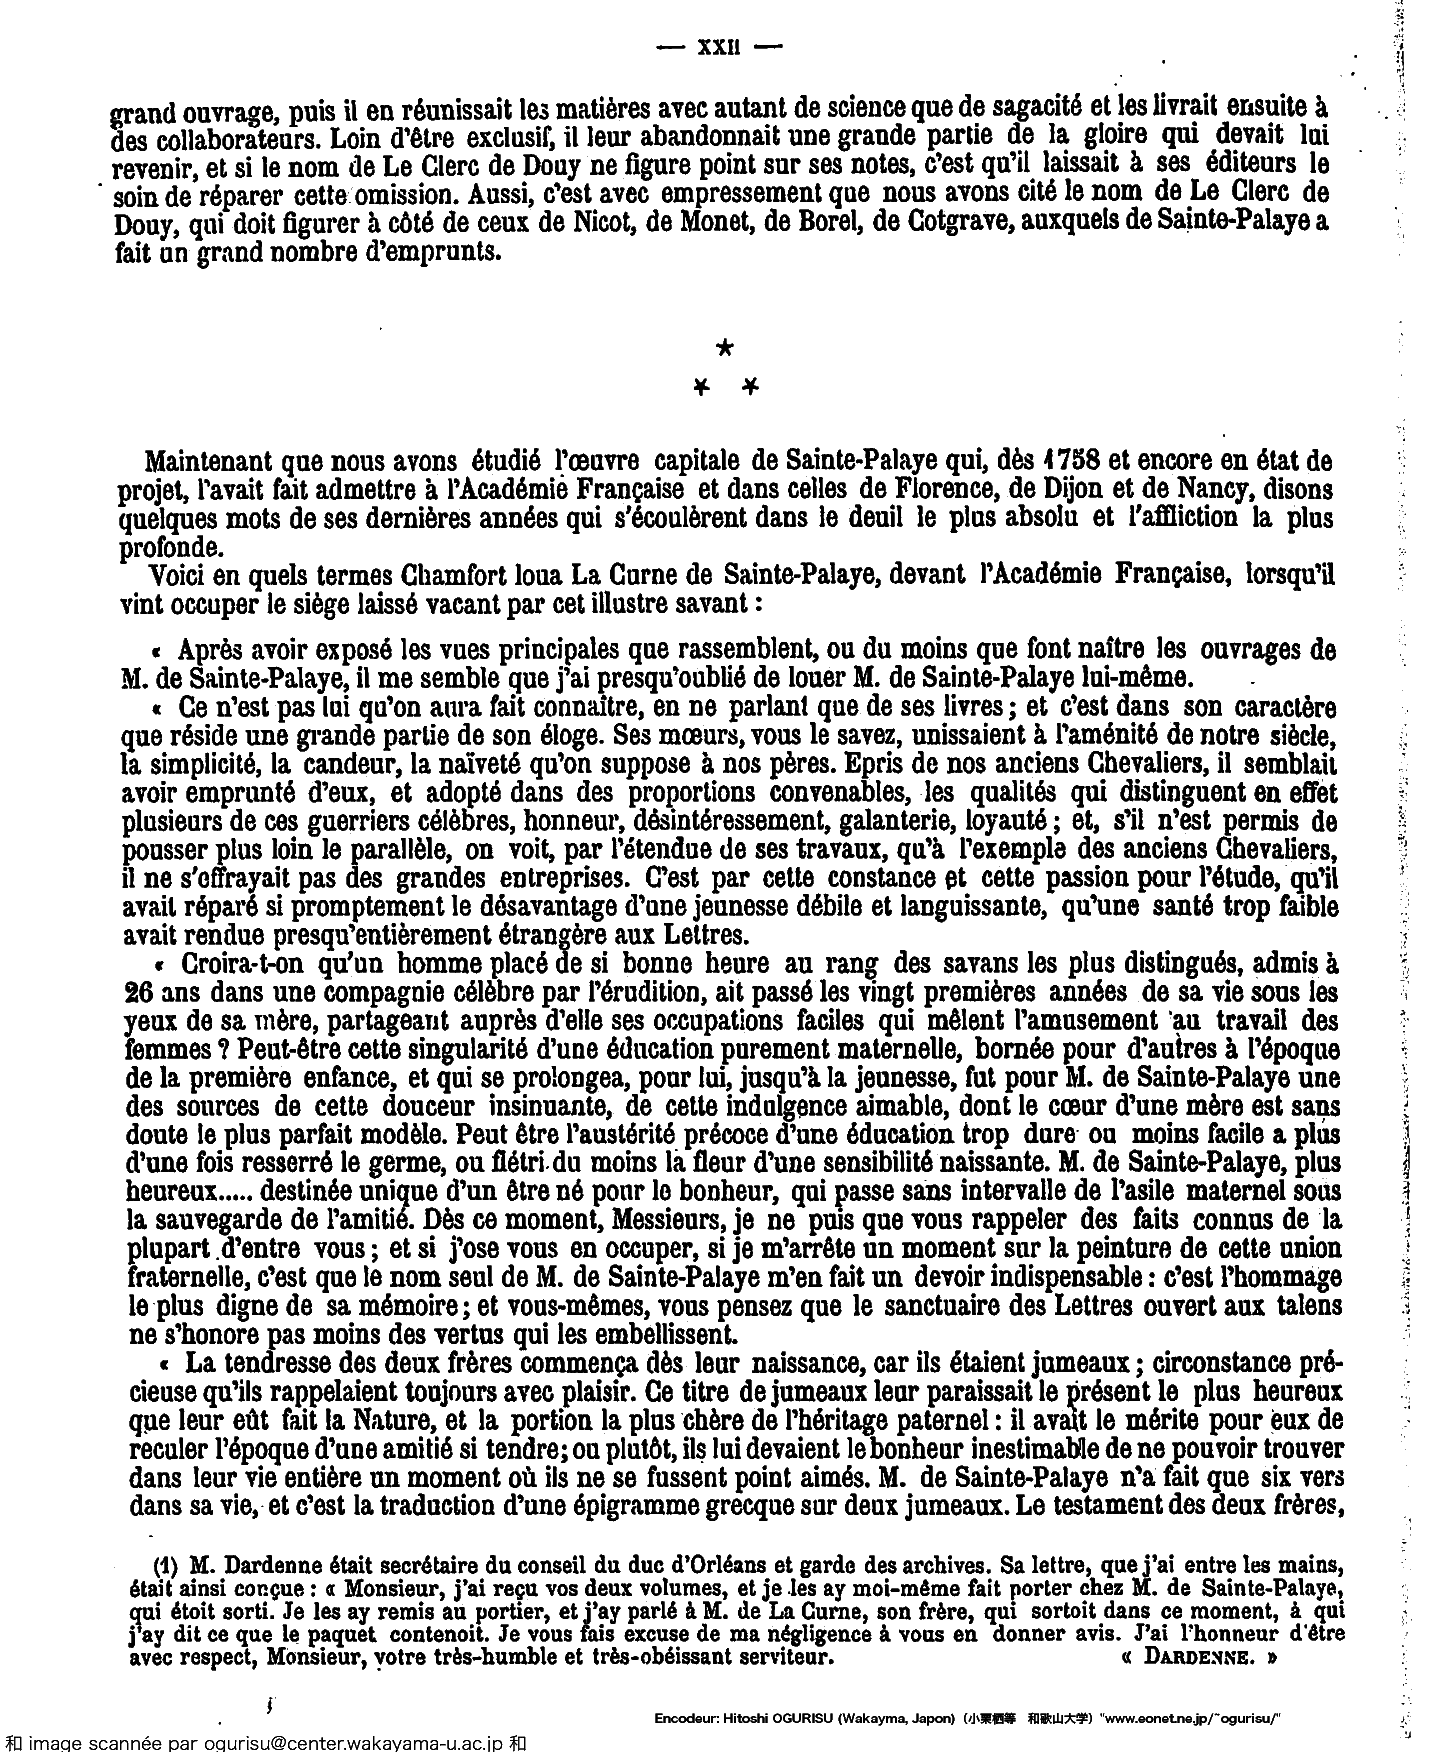 — XXII —
grand ouvrage, puis il en réunissait les matières avec autant de science que de sagacité et les livrait ensuite à
des collaborateurs. Loin d'être exclusif, il leur abandonnait une grande partie de la gloire qui devait lui
revenir, et si le nom de Le Clerc de Douy ne figure point sur ses notes, c'est qu'il laissait à ses éditeurs le
soin de réparer cette omission. Aussi, c'est avec empressement que nous avons cité le nom de Le Clerc de
Douy, qui doit figurer à côté de ceux de Nicot, de Monet, de Borel, de Cotgrave, auxquels de Sainte-Palaye a
fait un grand nombre d'emprunts.
*
* *
Maintenant que nous avons étudié l'œuvre capitale de Sainte-Palaye qui, dès 1758 et encore en état de
projet, l'avait fait admettre à l'Académie Française et dans celles de Florence, de Dijon et de Nancy, disons
quelques mots de ses dernières années qui s'écoulèrent dans le deuil le plus absolu et l'affliction la plus
profonde.
Voici en quels termes Chamfort loua La Curne de Sainte-Palaye, devant l'Académie Française, lorsqu'il
vint occuper le siège laissé vacant par cet illustre savant :
« Après avoir exposé les vues principales que rassemblent, ou du moins que font naître les ouvrages de
M. de Sainte-Palaye, il me semble que j'ai presqu'oublié de louer M. de Sainte-Palaye lui-même.
« Ce n'est pas lui qu'on aura fait connaître, en ne parlant que de ses livres ; et c'est dans son caractère
que réside une grande partie de son éloge. Ses mœurs, vous le savez, unissaient à l'aménité de notre siècle,
la simplicité, la candeur, la naïveté qu'on suppose à nos pères. Epris de nos anciens Chevaliers, il semblait
avoir emprunté d'eux, et adopté dans des proportions convenables, les qualités qui distinguent en effet
plusieurs de ces guerriers célèbres, honneur, désintéressement, galanterie, loyauté ; et, s'il n'est permis de
pousser plus loin le parallèle, on voit, par l'étendue de ses travaux, qu'à l'exemple des anciens Chevaliers,
il ne s'effrayait pas des grandes entreprises. C'est par cette constance et cette passion pour l'étude, qu'il
avait réparé si promptement le désavantage d'une jeunesse débile et languissante, qu'une santé trop faible
avait rendue presqu'entièrement étrangère aux Lettres.
« Croira-t-on qu'un homme placé de si bonne heure au rang des savans les plus distingués, admis à
26 ans dans une compagnie célèbre par l'érudition, ait passé les vingt premières années de sa vie sous les
yeux de sa mère, partageant auprès d'elle ses occupations faciles qui mêlent l'amusement au travail des
femmes ? Peut-être cette singularité d'une éducation purement maternelle, bornée pour d'autres à l'époque
de la première enfance, et qui se prolongea, pour lui, jusqu'à la jeunesse, fut pour M. de Sainte-Palaye une
des sources de cette douceur insinuante, de cette indulgence aimable, dont le cœur d'une mère est sans
doute le plus parfait modèle. Peut être l'austérité précoce d'une éducation trop dure ou moins facile a plus
d'une fois resserré le germe, ou flétri du moins la fleur d'une sensibilité naissante. M. de Sainte-Palaye, plus
heureux..... destinée unique d'un être né pour le bonheur, qui passe sans intervalle de l'asile maternel sous
la sauvegarde de l'amitié. Dès ce moment, Messieurs, je ne puis que vous rappeler des faits connus de la
plupart d'entre vous ; et si j'ose vous en occuper, si je m'arrête un moment sur la peinture de cette union
fraternelle, c'est que le nom seul de M. de Sainte-Palaye m'en fait un devoir indispensable : c'est l'hommage
le plus digne de sa mémoire ; et vous-mêmes, vous pensez que le sanctuaire des Lettres ouvert aux talens
ne s'honore pas moins des vertus qui les embellissent.
« La tendresse des deux frères commença dès leur naissance, car ils étaient jumeaux ; circonstance pré-
cieuse qu'ils rappelaient toujours avec plaisir. Ce titre de jumeaux leur paraissait le présent le plus heureux
que leur eût fait la Nature, et la portion la plus chère de l'héritage paternel : il avait le mérite pour eux de
reculer l'époque d'une amitié si tendre; ou plutôt, ils lui devaient le bonheur inestimable de ne pouvoir trouver
dans leur vie entière un moment où ils ne se fussent point aimés. M. de Sainte-Palaye n'a fait que six vers
dans sa vie, et c'est la traduction d'une épigramme grecque sur deux jumeaux. Le testament des deux frères,
(1) M. Dardenne était secrétaire du conseil du duc d'Orléans et garde des archives. Sa lettre, que j'ai entre les mains,
était ainsi conçue : « Monsieur, j'ai reçu vos deux volumes, et je les ay moi-même fait porter chez M. de Sainte-Palaye,
qui étoit sorti. Je les ay remis au portier, et j'ay parlé à M. de La Curne, son frère, qui sortoit dans ce moment, à qui
j'ay dit ce que le paquet contenoit. Je vous fais excuse de ma négligence à vous en donner avis. J'ai l'honneur d'être
avec respect, Monsieur, votre très-humble et très-obéissant serviteur. « DARDENNE. »
Encodeur: Hitoshi OGURISU (Wakayma, Japon) (小栗栖等 和歌山大学) "www.eonet.ne.jp/~ogurisu/"
和 image scannée par ogurisu@center.wakayama-u.ac.jp 和